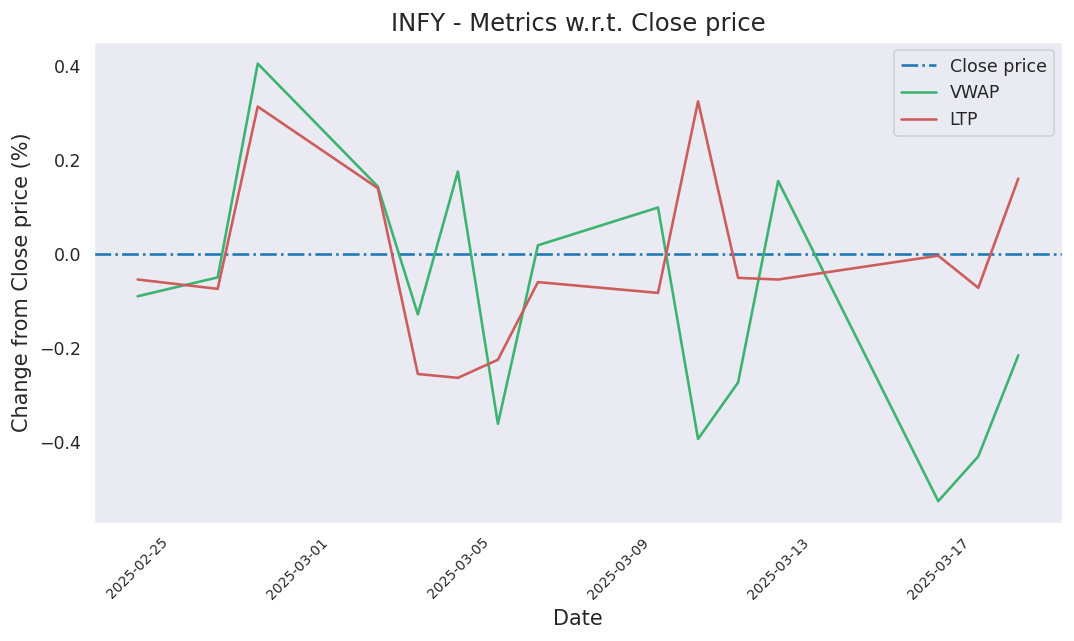 INFY - Metrics w.r.t. Close price
Close price
VWAP
LTP
Change from Close price (%)
0.4
0.2
0.0
−0.2
−0.4
2025-02-25
2025-03-01
2025-03-05
2025-03-09
2025-03-13
2025-03-17
Date